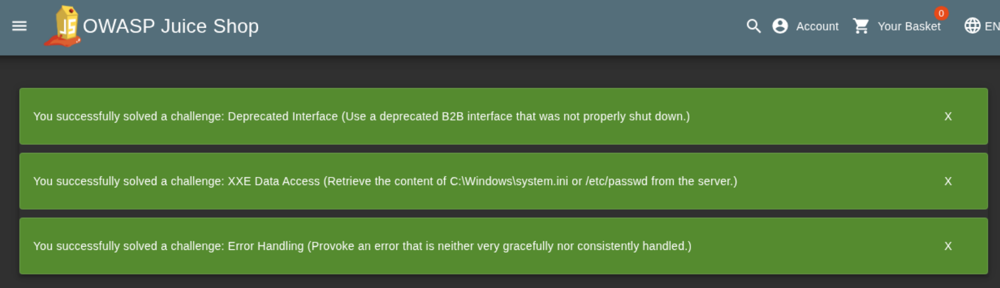 JS OWASP Juice Shop Account 0 Your Basket EN
You successfully solved a challenge: Deprecated Interface (Use a deprecated B2B interface that was not properly shut down.) X
You successfully solved a challenge: XXE Data Access (Retrieve the content of C:\Windows\system.ini or /etc/passwd from the server.) X
You successfully solved a challenge: Error Handling (Provoke an error that is neither very gracefully nor consistently handled.) X